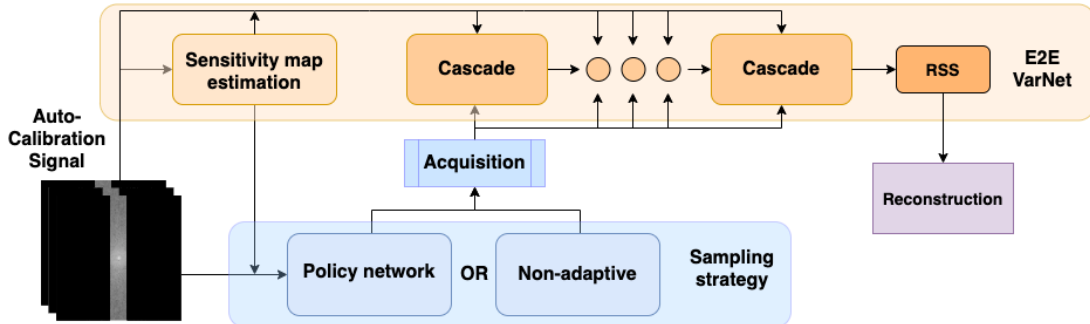 Sensitivity map
estimation
Cascade
Cascade
RSS
E2E
VarNet
Auto-
Calibration
Signal
Acquisition
Reconstruction
Policy network
OR
Non-adaptive
Sampling
strategy